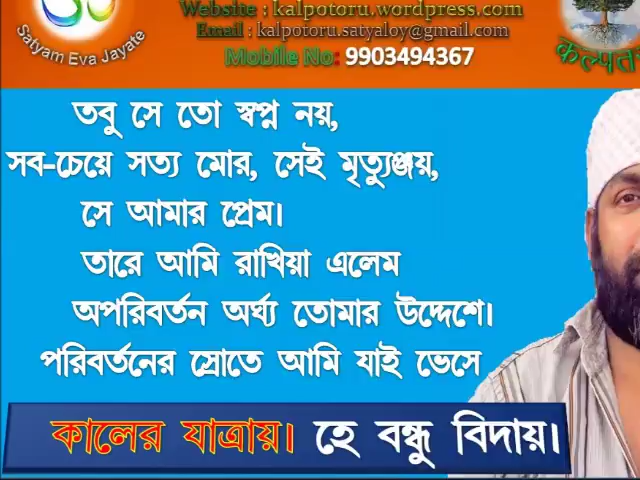 Satyam Eva Jayate
Website : kalpotoru.wordpress.com
Email : kalpotoru.satyaloy@gmail.com
Mobile No: 9903494367
তবু সে তো স্বপ্ন নয়,
সব-চেয়ে সত্য মোর, সেই মৃত্যুঞ্জয়,
সে আমার প্রেম।
তারে আমি রাখিয়া এলেম
অপরিবর্তন অর্ঘ্য তোমার উদ্দেশে।
পরিবর্তনের স্রোতে আমি যাই ভেসে
কালের যাত্রায়। হে বন্ধু বিদায়।